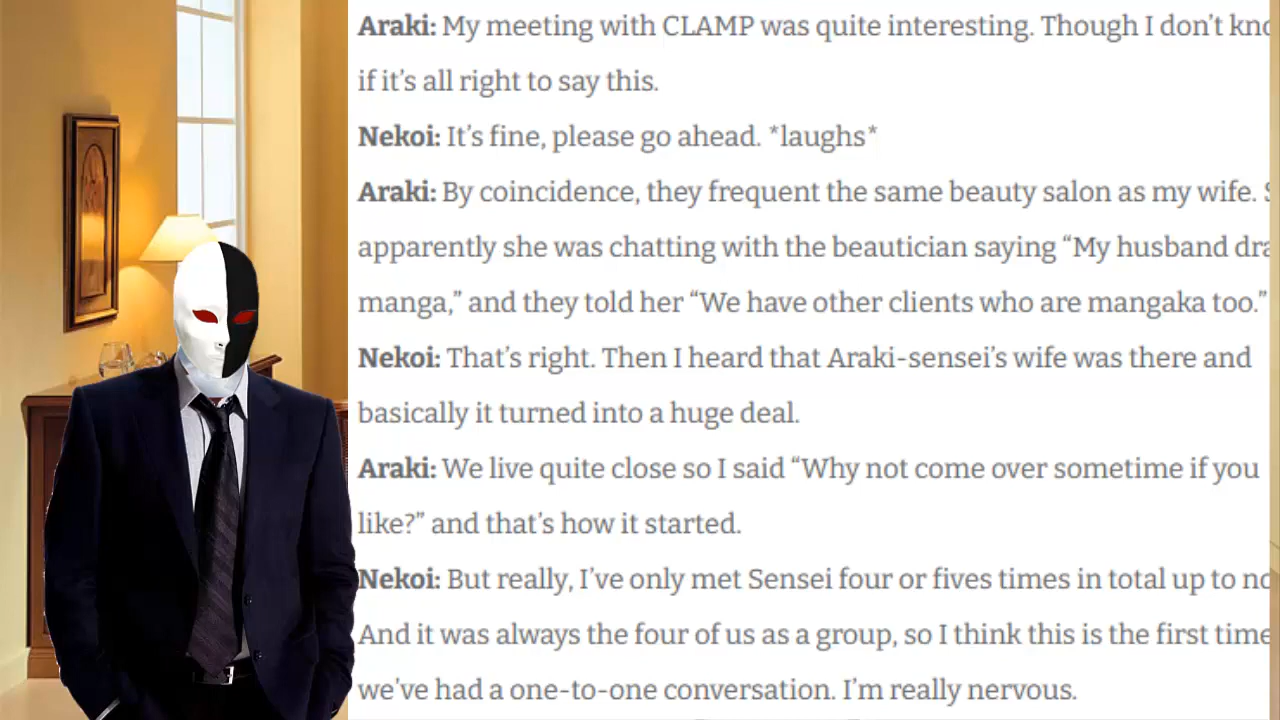 Araki: My meeting with CLAMP was quite interesting. Though I don’t
if it’s all right to say this.
Nekoi: It’s fine, please go ahead. *laughs*
Araki: By coincidence, they frequent the same beauty salon as my wife.
apparently she was chatting with the beautician saying “My husband
manga,” and they told her “We have other clients who are mangaka too.”
Nekoi: That’s right. Then I heard that Araki-sensei’s wife was there and
basically it turned into a huge deal.
Araki: We live quite close so I said “Why not come over sometime if you
like?” and that’s how it started.
Nekoi: But really, I’ve only met Sensei four or fives times in total up to
And it was always the four of us as a group, so I think this is the first time
we’ve had a one-to-one conversation. I’m really nervous.